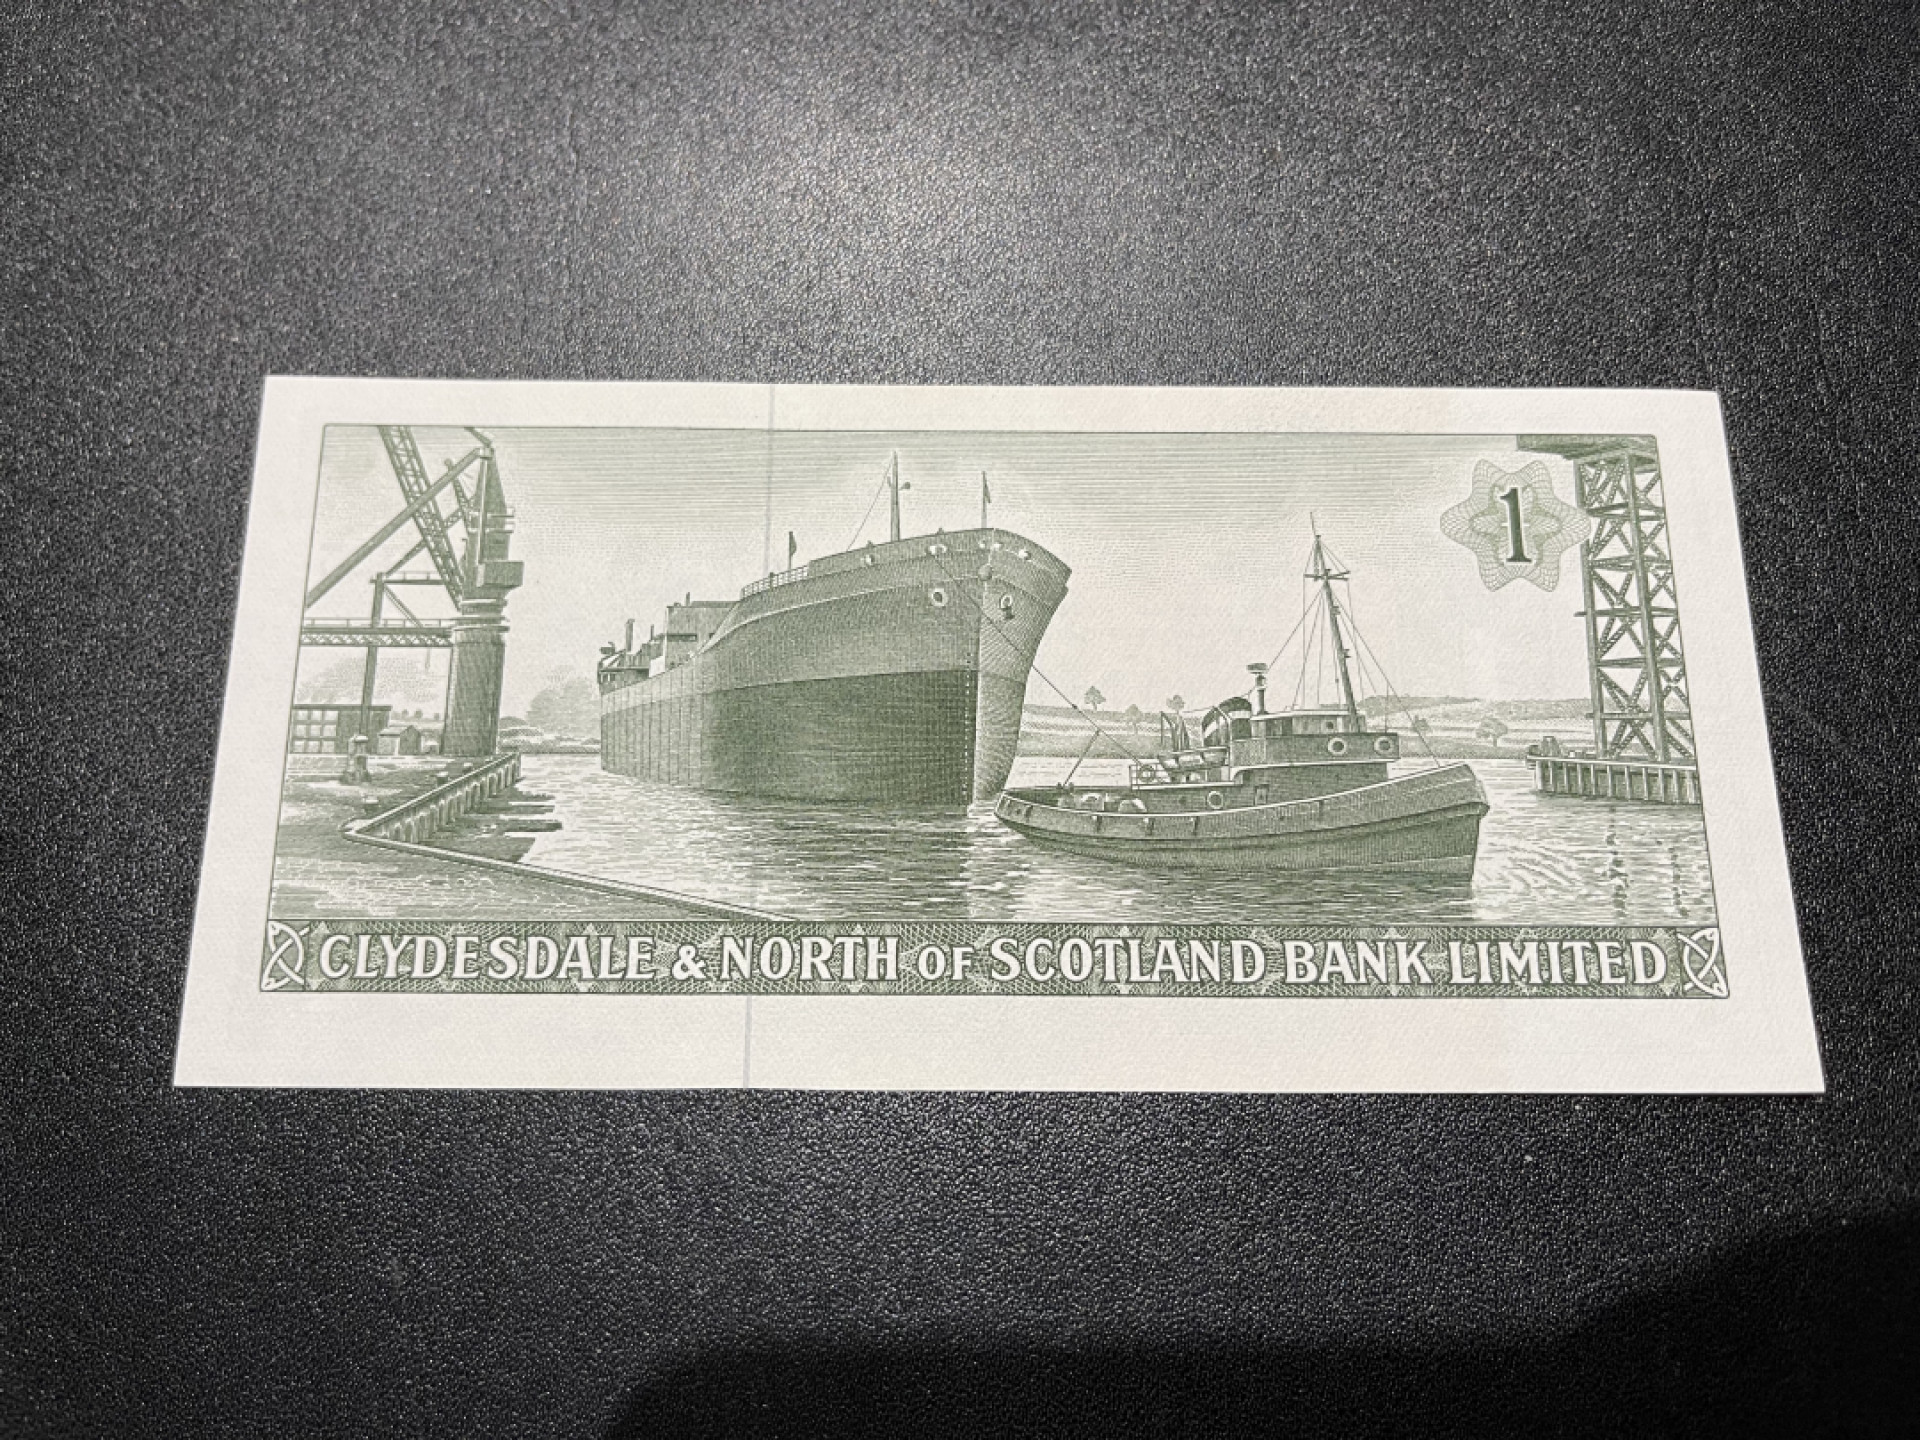 1
CLYDESDALE & NORTH OF SCOTLAND BANK LIMITED